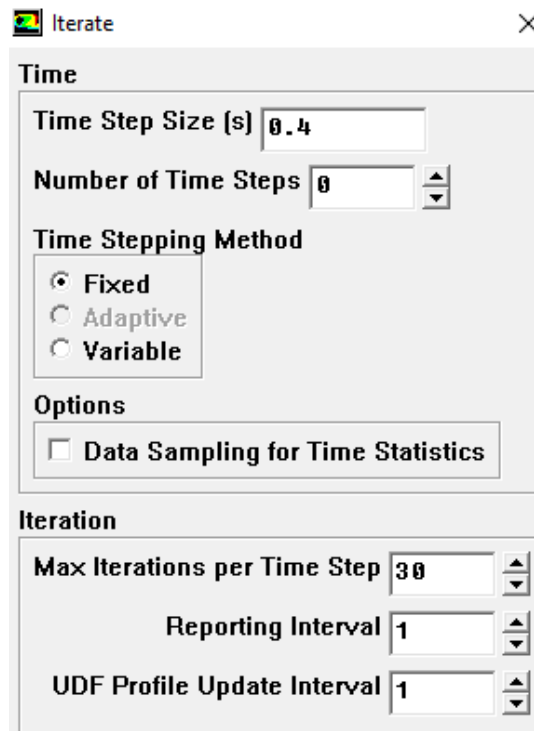 Iterate
Time
Time Step Size (s) 0.4
Number of Time Steps 0
Time Stepping Method
Fixed
Adaptive
Variable
Options
Data Sampling for Time Statistics
Iteration
Max Iterations per Time Step 30
Reporting Interval 1
UDF Profile Update Interval 1